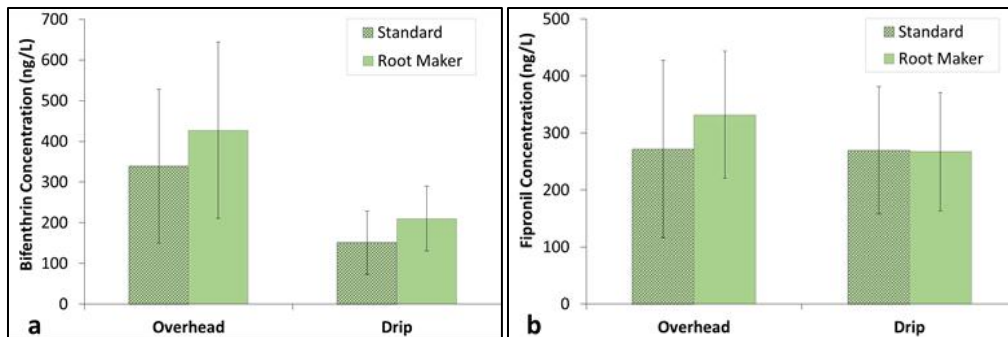 Bifenthrin Concentration (ng/L)
700
600
500
400
300
200
100
0
Standard
Root Maker
Overhead
Drip
a
Fipronil Concentration (ng/L)
500
400
300
200
100
0
Standard
Root Maker
Overhead
Drip
b